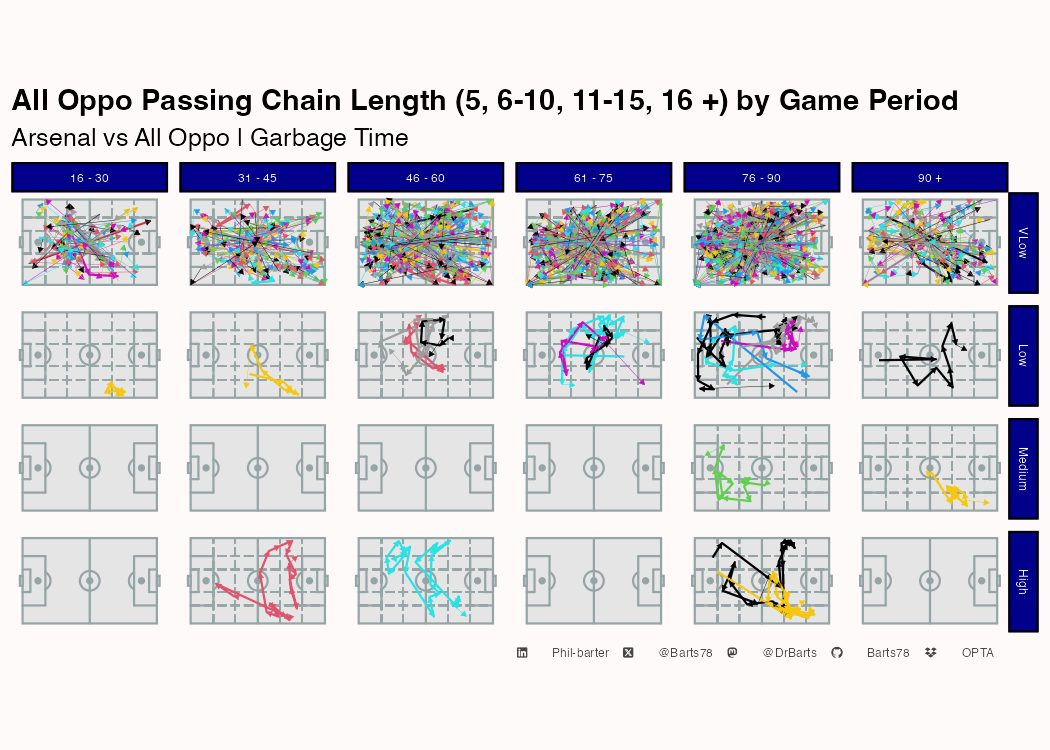 All Oppo Passing Chain Length (5, 6-10, 11-15, 16 +) by Game Period
Arsenal vs All Oppo | Garbage Time
16 - 30
31 - 45
46 - 60
61 - 75
76 - 90
90 +
VLow
Low
Medium
High
Phil-barter @Barts78 @DrBarts Barts78 OPTA